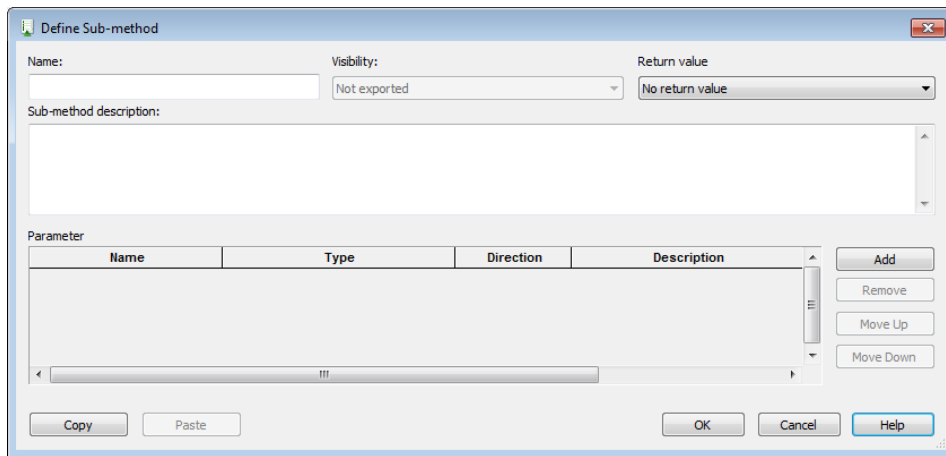 Define Sub-method
Name: Visibility: Return value
Not exported No return value
Sub-method description:
Parameter
Name Type Direction Description
Add
Remove
Move Up
Move Down
Copy Paste OK Cancel Help